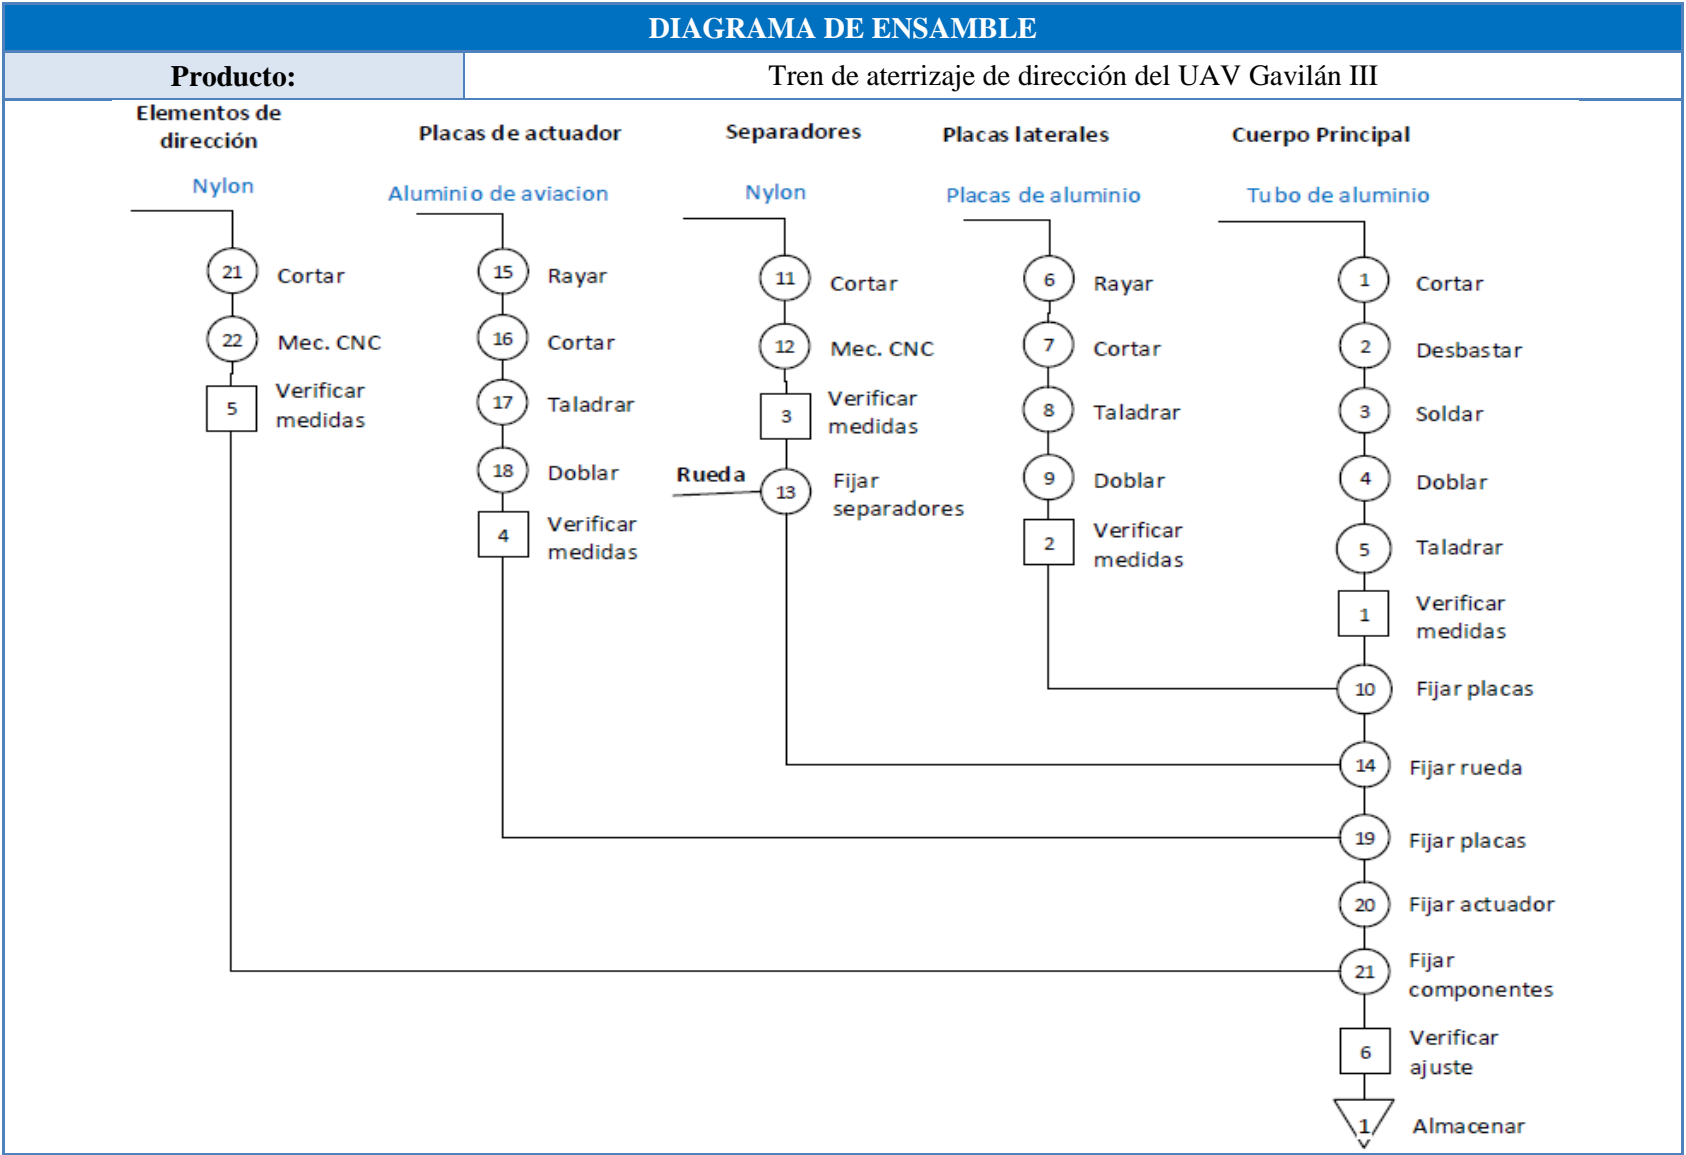 DIAGRAMA DE ENSAMBLE
Producto:
Tren de aterrizaje de dirección del UAV Gavilán III
Elementos de
dirección
Nylon
21
Cortar
22
Mec. CNC
5
Verificar
medidas
Placas de actuador
Aluminio de aviacion
15
Rayar
16
Cortar
17
Taladrar
18
Doblar
4
Verificar
medidas
Separadores
Nylon
11
Cortar
12
Mec. CNC
3
Verificar
medidas
Rueda
13
Fijar
separadores
Placas laterales
Placas de aluminio
6
Rayar
7
Cortar
8
Taladrar
9
Doblar
2
Verificar
medidas
Cuerpo Principal
Tubo de aluminio
1
Cortar
2
Desbastar
3
Soldar
4
Doblar
5
Taladrar
1
Verificar
medidas
10
Fijar placas
14
Fijar rueda
19
Fijar placas
20
Fijar actuador
21
Fijar
componentes
6
Verificar
ajuste
1
Almacenar